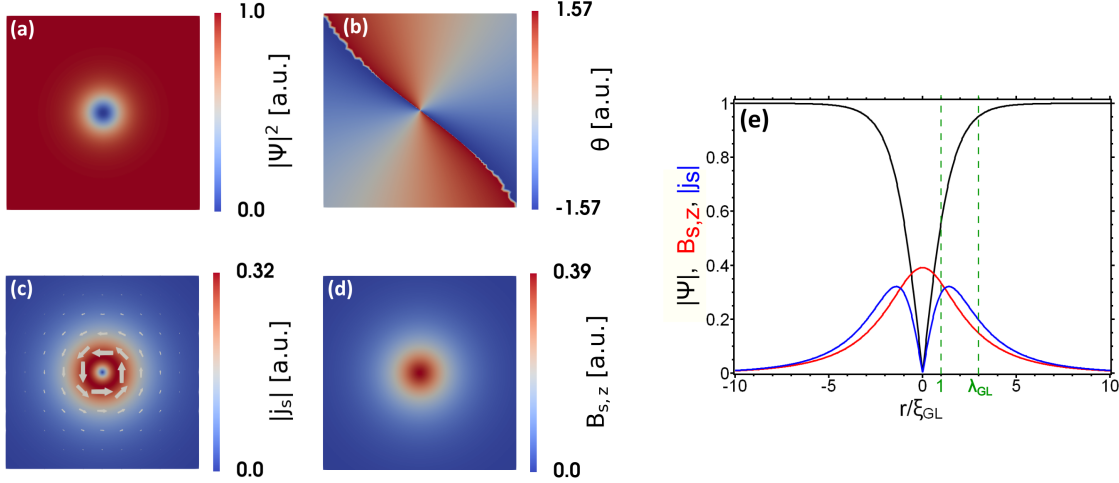 (a)
1.0
|Ψ|² [a.u.]
0.0
(b)
1.57
θ [a.u.]
-1.57
(c)
0.32
|js| [a.u.]
0.0
(d)
0.39
Bs,z [a.u.]
0.0
(e)
|Ψ|, Bs,z, |js|
1
0.8
0.6
0.4
0.2
0
-10 -5 0 1 λGL 5 10
r/ξGL